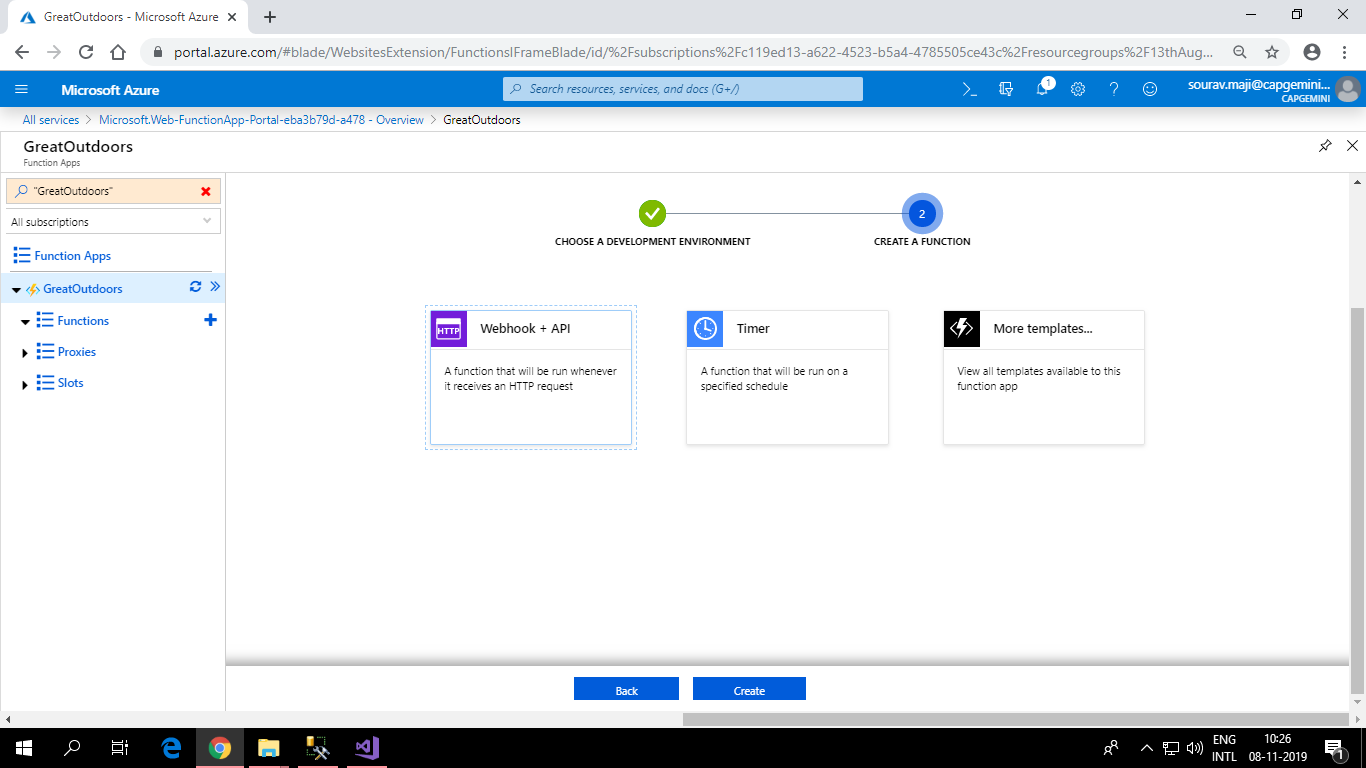 GreatOutdoors - Microsoft Azure
portal.azure.com/#blade/WebsitesExtension/FunctionsIFrameBlade/id/%2Fsubscriptions%2Fc119ed13-a622-4523-b5a4-4785505ce43c%2Fresourcegroups%2F13thAug...
Microsoft Azure
Search resources, services, and docs (G+/)
1
sourav.maji@capgemini...
CAPGEMINI
All services > Microsoft.Web-FunctionApp-Portal-eba3b79d-a478 - Overview > GreatOutdoors
GreatOutdoors
Function Apps
"GreatOutdoors"
All subscriptions
Function Apps
GreatOutdoors
Functions
Proxies
Slots
2
CHOOSE A DEVELOPMENT ENVIRONMENT
CREATE A FUNCTION
HTTP
Webhook + API
A function that will be run whenever
it receives an HTTP request
Timer
A function that will be run on a
specified schedule
More templates...
View all templates available to this
function app
Back
Create
ENG
INTL
10:26
08-11-2019
1